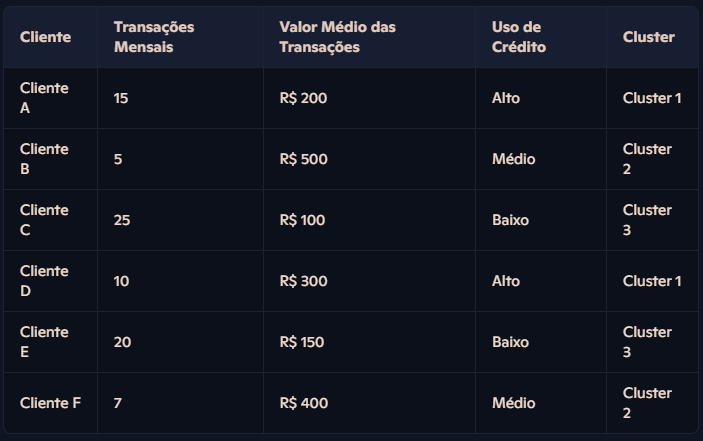 Cliente Transações Mensais Valor Médio das Transações Uso de Crédito Cluster
Cliente A 15 R$ 200 Alto Cluster 1
Cliente B 5 R$ 500 Médio Cluster 2
Cliente C 25 R$ 100 Baixo Cluster 3
Cliente D 10 R$ 300 Alto Cluster 1
Cliente E 20 R$ 150 Baixo Cluster 3
Cliente F 7 R$ 400 Médio Cluster 2